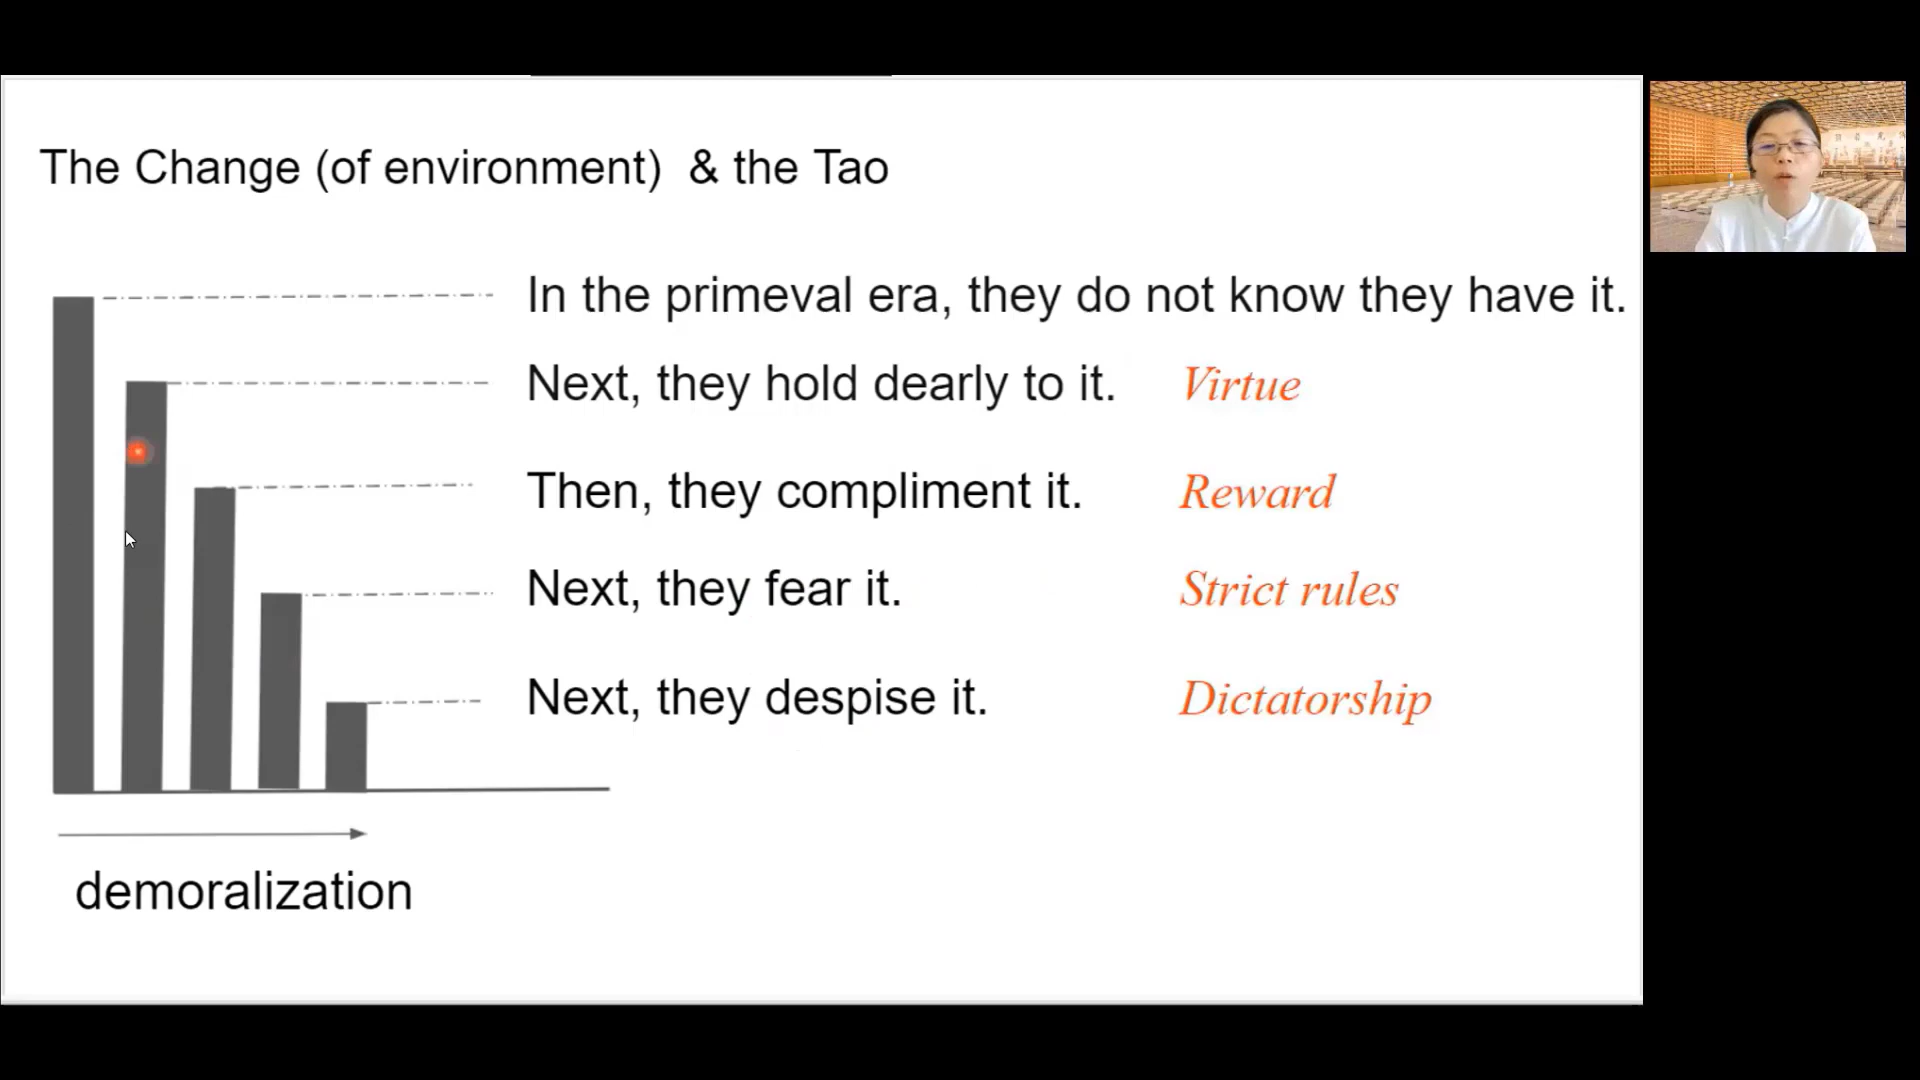 The Change (of environment) & the Tao
In the primeval era, they do not know they have it.
Next, they hold dearly to it. Virtue
Then, they compliment it. Reward
Next, they fear it. Strict rules
Next, they despise it. Dictatorship
demoralization